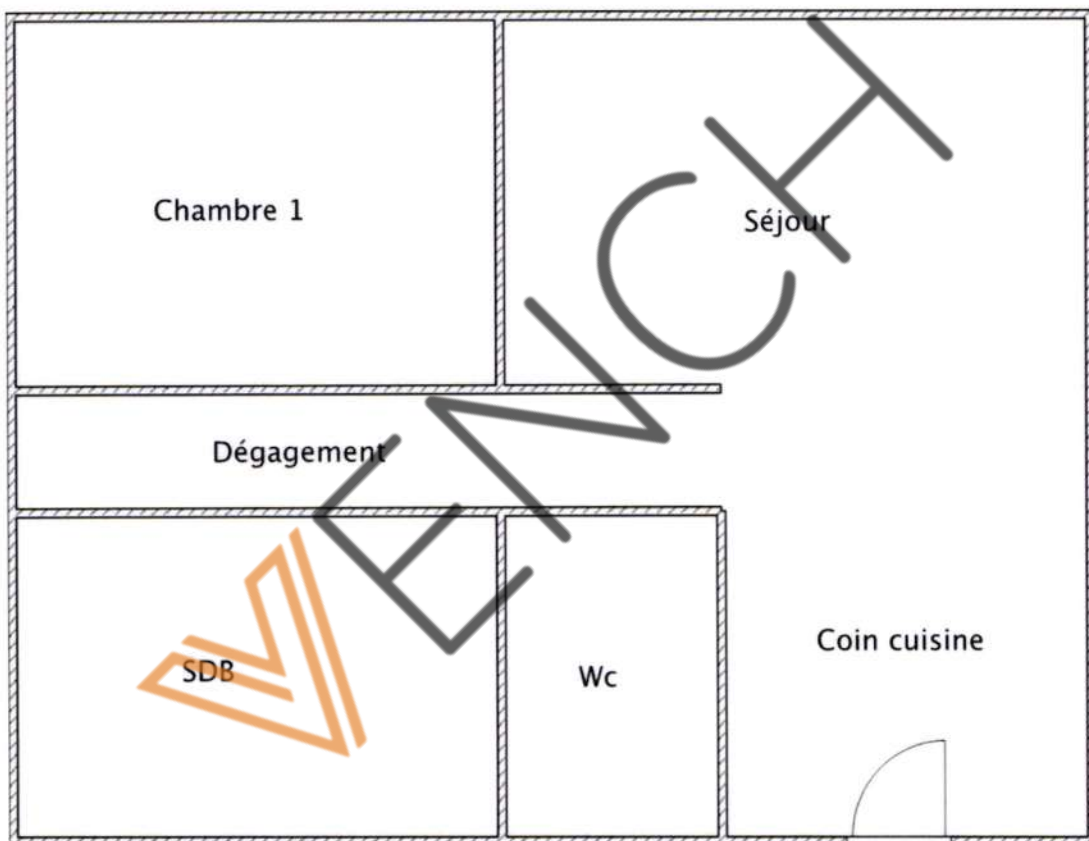 Chambre 1
Séjour
Dégagement
SDB
Wc
Coin cuisine
VENCH